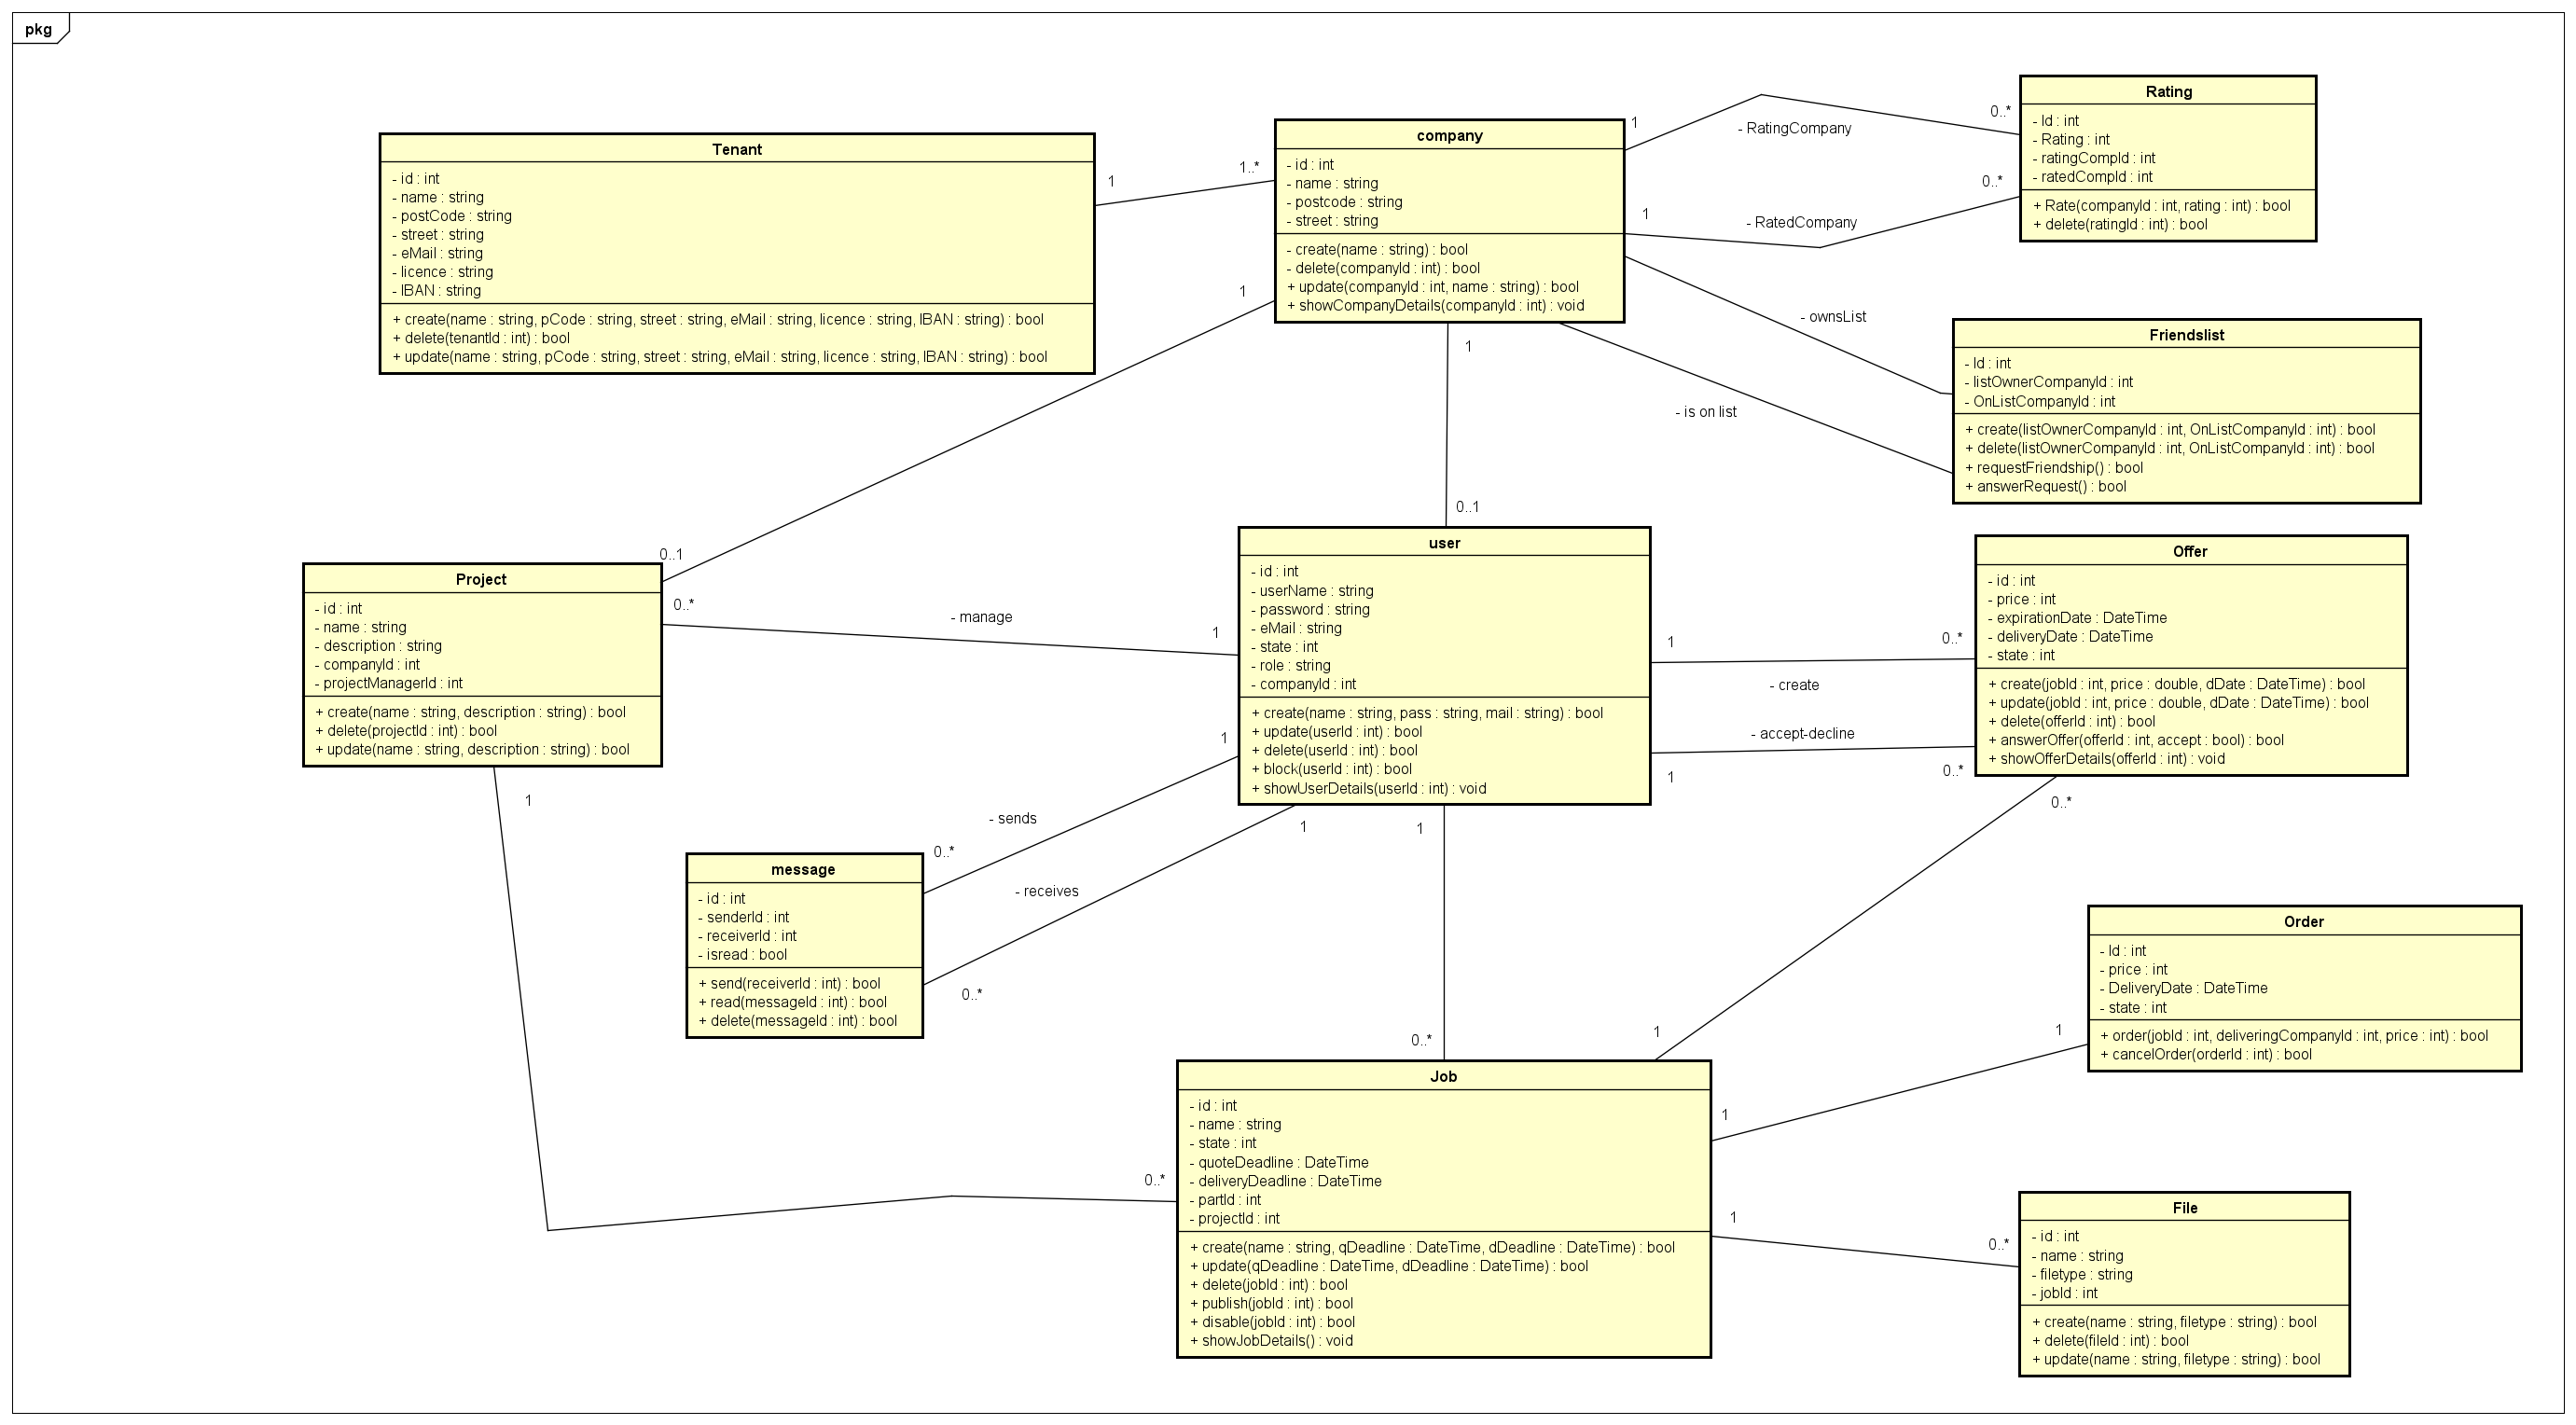 pkg
Tenant
- id : int
- name : string
- postCode : string
- street : string
- eMail : string
- licence : string
- IBAN : string
+ create(name : string, pCode : string, street : string, eMail : string, licence : string, IBAN : string) : bool
+ delete(tenantId : int) : bool
+ update(name : string, pCode : string, street : string, eMail : string, licence : string, IBAN : string) : bool
1
1..*
company
- id : int
- name : string
- postcode : string
- street : string
- create(name : string) : bool
- delete(companyId : int) : bool
+ update(companyId : int, name : string) : bool
+ showCompanyDetails(companyId : int) : void
1
- RatingCompany
0..*
1
- RatedCompany
0..*
Rating
- Id : int
- Rating : int
- ratingCompId : int
- ratedCompId : int
+ Rate(companyId : int, rating : int) : bool
+ delete(ratingId : int) : bool
- ownsList
- is on list
Friendslist
- Id : int
- listOwnerCompanyId : int
- OnListCompanyId : int
+ create(listOwnerCompanyId : int, OnListCompanyId : int) : bool
+ delete(listOwnerCompanyId : int, OnListCompanyId : int) : bool
+ requestFriendship() : bool
+ answerRequest() : bool
1
0..1
1
0..1
Project
- id : int
- name : string
- description : string
- companyId : int
- projectManagerId : int
+ create(name : string, description : string) : bool
+ delete(projectId : int) : bool
+ update(name : string, description : string) : bool
0..*
- manage
1
user
- id : int
- userName : string
- password : string
- eMail : string
- state : int
- role : string
- companyId : int
+ create(name : string, pass : string, mail : string) : bool
+ update(userId : int) : bool
+ delete(userId : int) : bool
+ block(userId : int) : bool
+ showUserDetails(userId : int) : void
1
0..*
- create
- accept-decline
1
0..*
Offer
- id : int
- price : int
- expirationDate : DateTime
- deliveryDate : DateTime
- state : int
+ create(jobId : int, price : double, dDate : DateTime) : bool
+ update(jobId : int, price : double, dDate : DateTime) : bool
+ delete(offerId : int) : bool
+ answerOffer(offerId : int, accept : bool) : bool
+ showOfferDetails(offerId : int) : void
0..*
1
1
1
- sends
0..*
1
- receives
0..*
message
- id : int
- senderId : int
- receiverId : int
- isread : bool
+ send(receiverId : int) : bool
+ read(messageId : int) : bool
+ delete(messageId : int) : bool
1
0..*
0..*
Job
- id : int
- name : string
- state : int
- quoteDeadline : DateTime
- deliveryDeadline : DateTime
- partId : int
- projectId : int
+ create(name : string, qDeadline : DateTime, dDeadline : DateTime) : bool
+ update(qDeadline : DateTime, dDeadline : DateTime) : bool
+ delete(jobId : int) : bool
+ publish(jobId : int) : bool
+ disable(jobId : int) : bool
+ showJobDetails() : void
1
1
Order
- Id : int
- price : int
- DeliveryDate : DateTime
- state : int
+ order(jobId : int, deliveringCompanyId : int, price : int) : bool
+ cancelOrder(orderId : int) : bool
1
0..*
File
- id : int
- name : string
- filetype : string
- jobId : int
+ create(name : string, filetype : string) : bool
+ delete(fileId : int) : bool
+ update(name : string, filetype : string) : bool